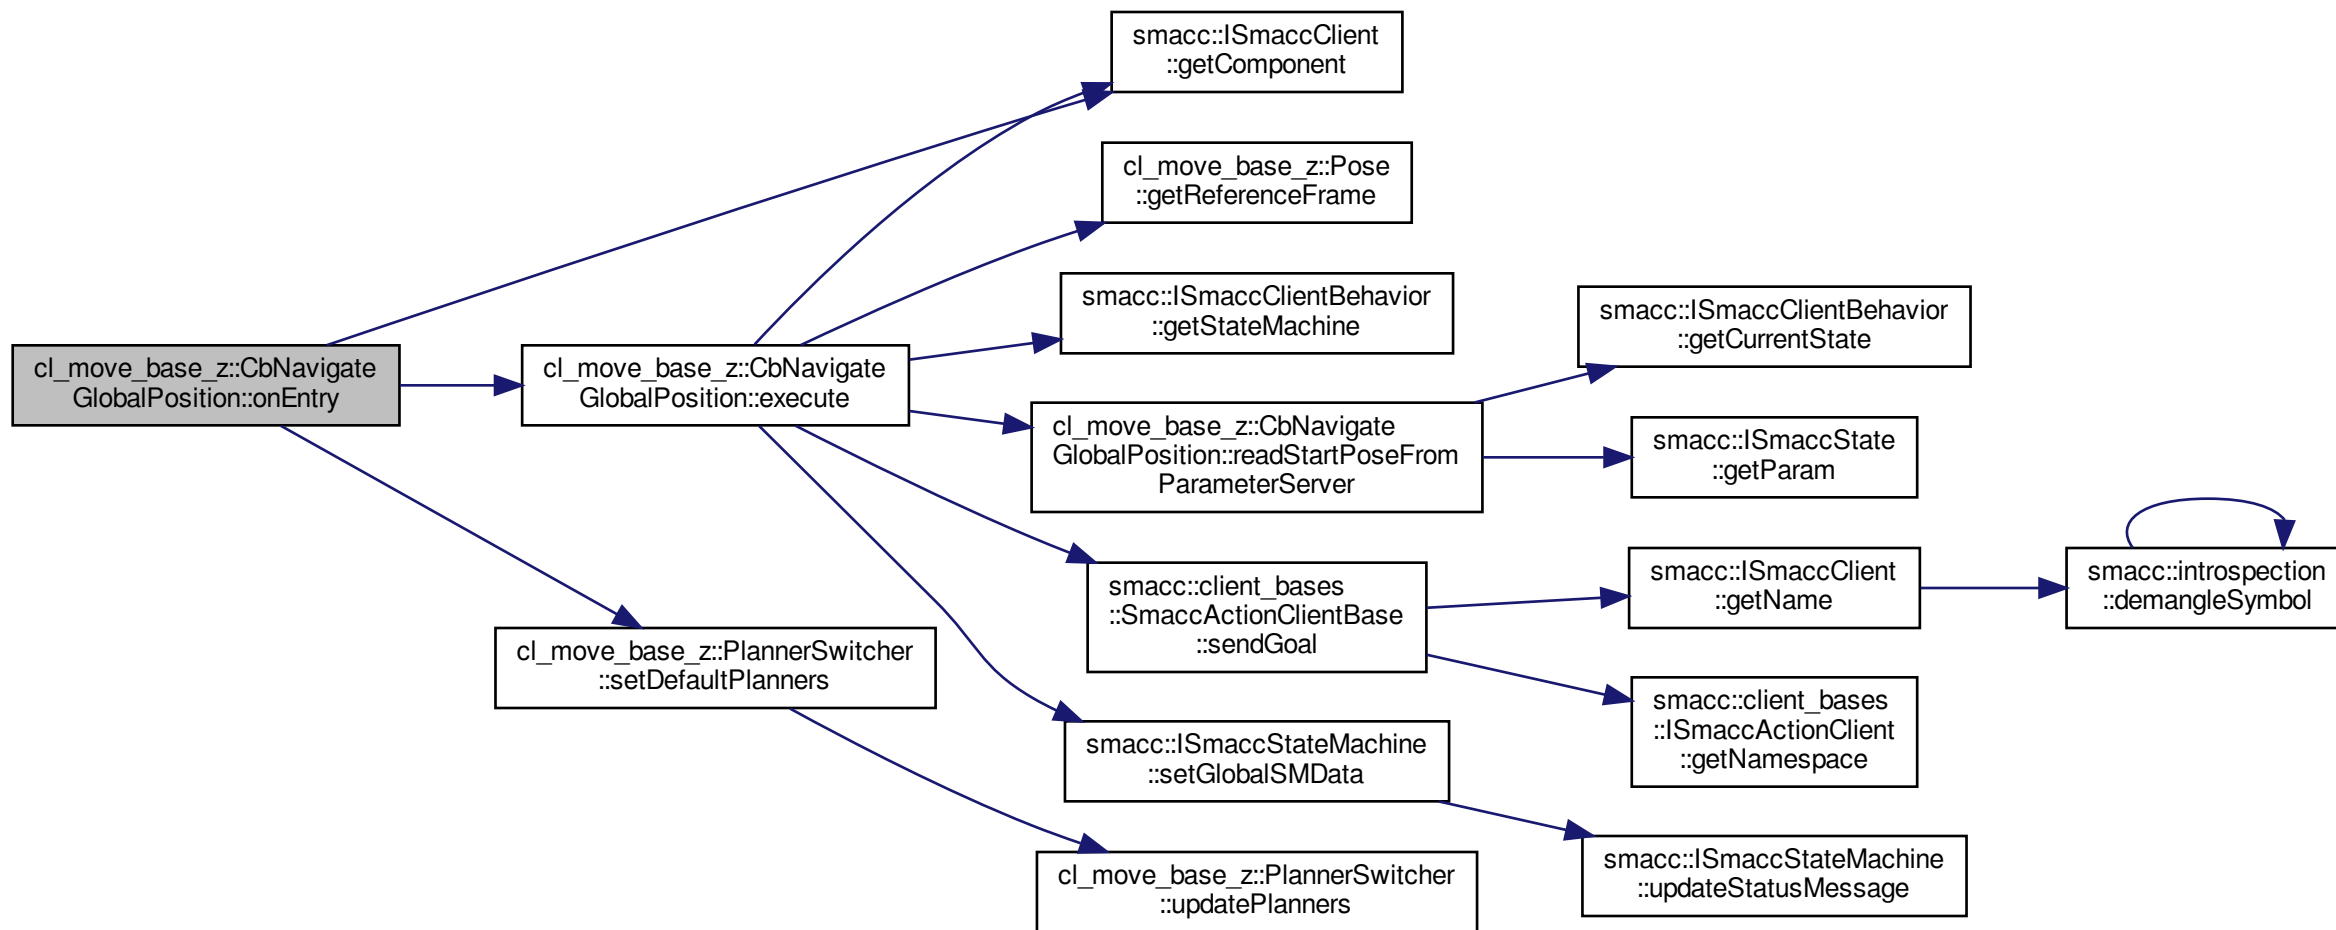 smacc::ISmaccClient
::getComponent
cl_move_base_z::Pose
::getReferenceFrame
smacc::ISmaccClientBehavior
::getStateMachine
smacc::ISmaccClientBehavior
::getCurrentState
cl_move_base_z::CbNavigate
GlobalPosition::onEntry
cl_move_base_z::CbNavigate
GlobalPosition::execute
cl_move_base_z::CbNavigate
GlobalPosition::readStartPoseFrom
ParameterServer
smacc::ISmaccState
::getParam
smacc::client_bases
::SmaccActionClientBase
::sendGoal
smacc::ISmaccClient
::getName
smacc::introspection
::demangleSymbol
cl_move_base_z::PlannerSwitcher
::setDefaultPlanners
smacc::client_bases
::ISmaccActionClient
::getNamespace
smacc::ISmaccStateMachine
::setGlobalSMData
smacc::ISmaccStateMachine
::updateStatusMessage
cl_move_base_z::PlannerSwitcher
::updatePlanners